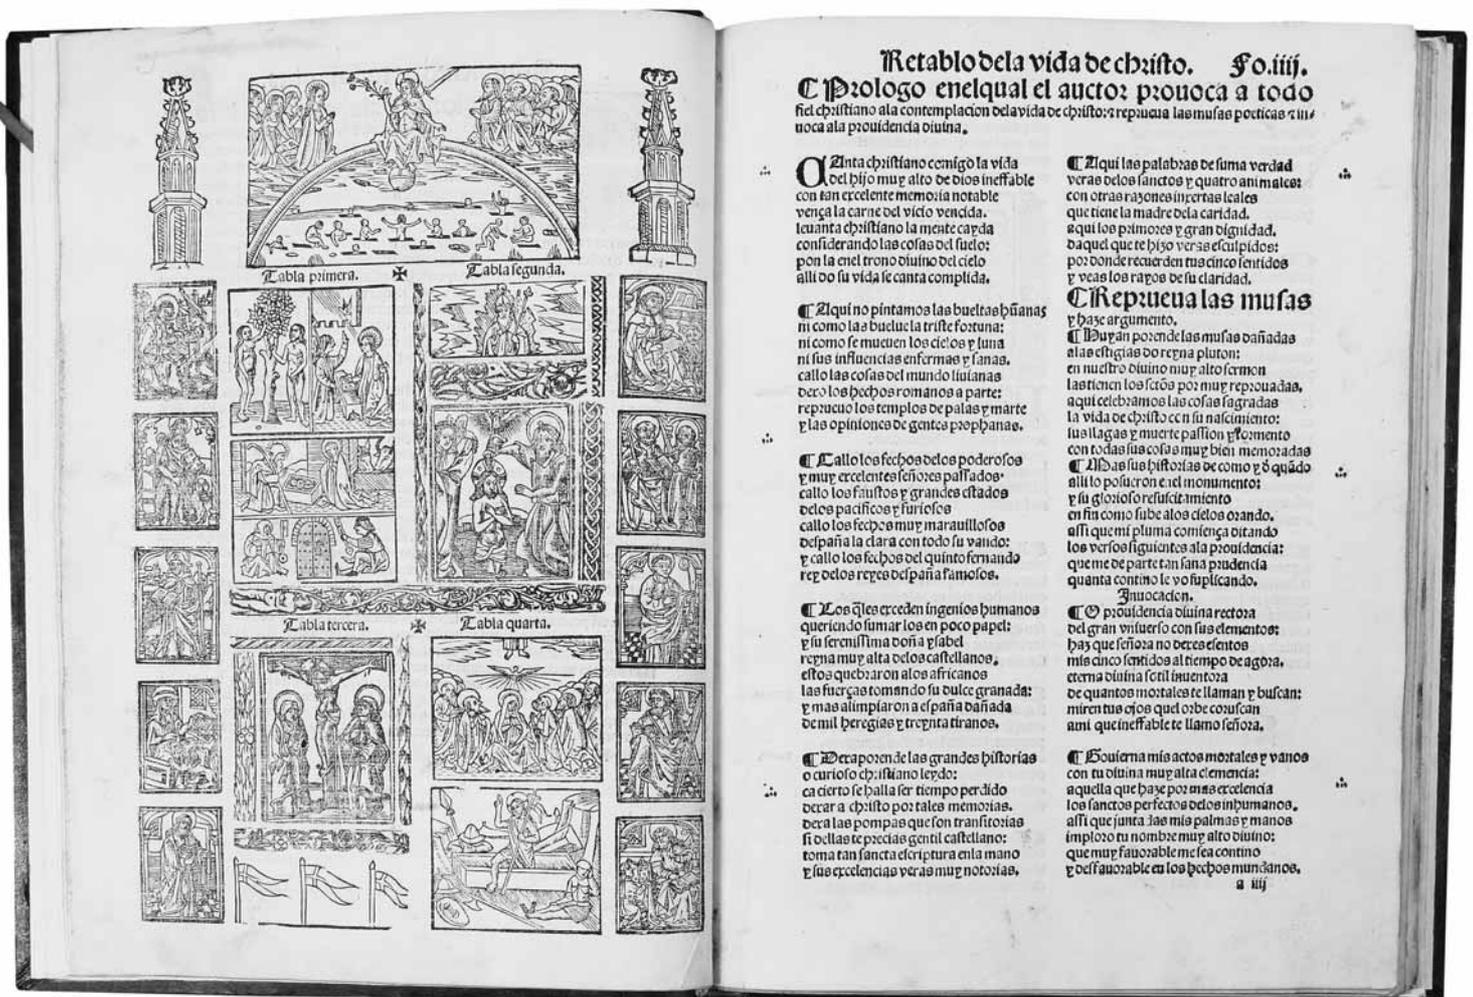 Tabla primera. ✠ Tabla segunda.
Tabla tercera. ✠ Tabla quarta.
Retablo dela vida de christo. Fo.iiij.
¶ Prologo enelqual el auctor prouoca a todo
fiel christiano ala contemplacion dela vida de christo: ⁊ reprueua las musas poeticas ⁊ in-
uoca ala prouidencia diuina.
CAnta christiano comigo la vida
del hijo muy alto de dios ineffable
con tan excelente memoria notable
vença la carne del vicio vencida.
leuanta christiano la mente cayda
considerando las cosas del suelo:
pon la enel trono diuino del cielo
alli do su vida se canta complida.
¶ Aqui no pintamos las bueltas hūanas
ni como las buelue la triste fortuna:
ni como se mueuen los cielos y luna
ni sus influencias enfermas y sanas.
callo las cosas del mundo liuianas
dexo los hechos romanos a parte:
reprueuo los templos de palas y marte
y las opiniones de gentes prophanas.
¶ Callo los fechos delos poderosos
y muy excelentes señores passados.
callo los faustos y grandes estados
delos pacificos y furiosos
callo los fechos muy marauillosos
despaña la clara con todo su vando:
y callo los fechos del quinto fernando
rey delos reyes despaña famosos.
¶ Los q̄les exceden ingenios humanos
queriendo sumar los en poco papel:
y su serenissima doña ysabel
reyna muy alta delos castellanos.
estos quebraron alos africanos
las fuerças tomando su dulce granada:
y mas alimpiaron a españa dañada
de mil heregias y treynta tiranos.
¶ Dexa porende las grandes historias
o curioso christiano leydo:
ca cierto se halla ser tiempo perdido
dexar a christo por tales memorias.
dexa las pompas que son transitorias
si dellas te precias gentil castellano:
toma tan sancta escriptura enla mano
y sus excelencias veras muy notorias.
¶ Aqui las palabras de suma verdad
veras delos sanctos y quatro animales:
con otras razones inxertas leales
que tiene la madre dela caridad.
aqui los primores y gran dignidad.
daquel que te hizo veras esculpidos:
por donde recuerden tus cinco sentidos
y veas los rayos de su claridad.
¶ Reprueua las musas
y haze argumento.
¶ Huyan porende las musas dañadas
alas estigias do reyna pluton:
en nuestro diuino muy alto sermon
las tienen los sctōs por muy reprouadas.
aqui celebramos las cosas sagradas
la vida de christo con su nascimiento:
sus llagas y muerte passion y tormento
con todas sus cosas muy bien memoradas
¶ Mas sus historias de como y q̄ quādo
alli lo pusieron enel monumento:
y su glorioso resuscitamiento
en fin como sube alos cielos orando.
assi que mi pluma comiença ditando
los versos siguientes ala prouidencia:
que me de parte tan sana prudencia
quanta contino le vo suplicando.
Inuocacion.
¶ O prouidencia diuina rectora
del gran vniuerso con sus elementos:
haz que señora no dexes esentos
mis cinco sentidos al tiempo de agora.
eterna diuina sotil inuentora
de quantos mortales te llaman y buscan:
miren tus ojos quel orbe coruscan
ami que ineffable te llamo señora.
¶ Gouierna mis actos mortales y vanos
con tu diuina muy alta clemencia:
aquella que haze por mas excelencia
los sanctos perfectos delos inhumanos.
assi que juntadas mis palmas y manos
imploro tu nombre muy alto diuino:
que muy fauorable me sea contino
y desfauorable en los hechos mundanos.
a iiij